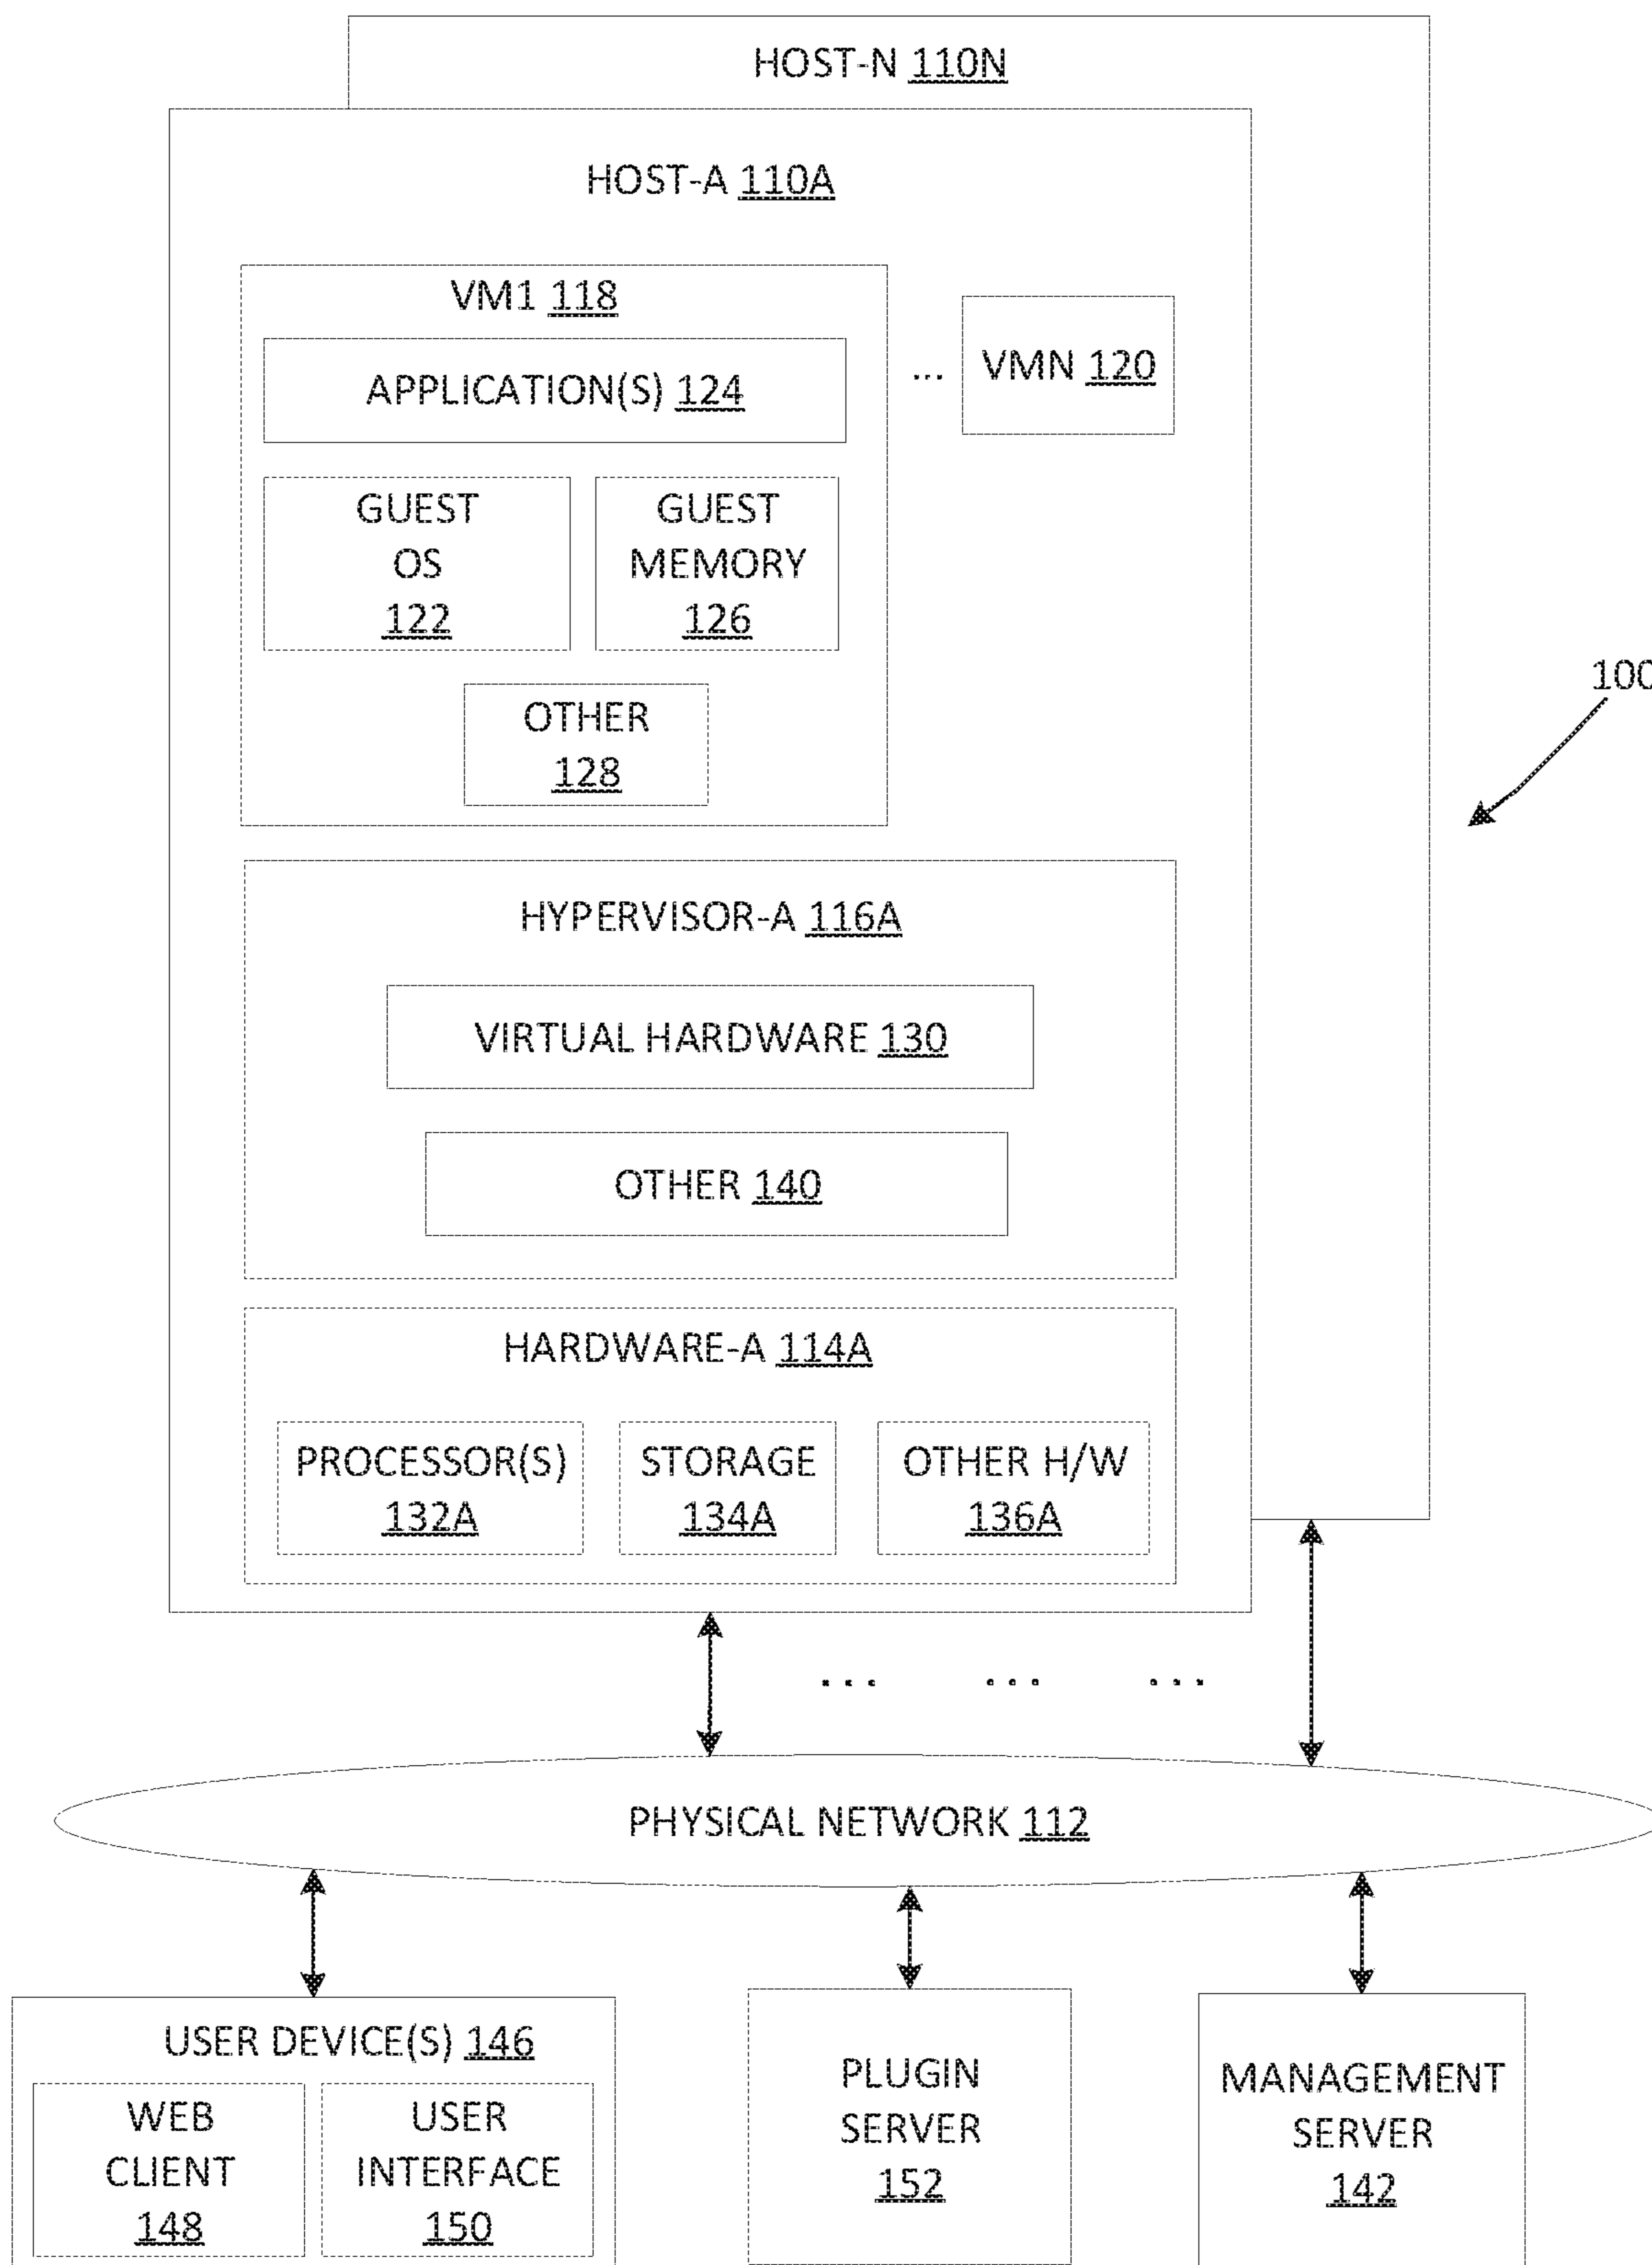 HOST-N 110N
HOST-A 110A
VM1 118
APPLICATION(S) 124
... VMN 120
GUEST
OS
122
GUEST
MEMORY
126
OTHER
128
100
HYPERVISOR-A 116A
VIRTUAL HARDWARE 130
OTHER 140
HARDWARE-A 114A
PROCESSOR(S)
132A
STORAGE
134A
OTHER H/W
136A
... ... ...
PHYSICAL NETWORK 112
USER DEVICE(S) 146
WEB
CLIENT
148
USER
INTERFACE
150
PLUGIN
SERVER
152
MANAGEMENT
SERVER
142